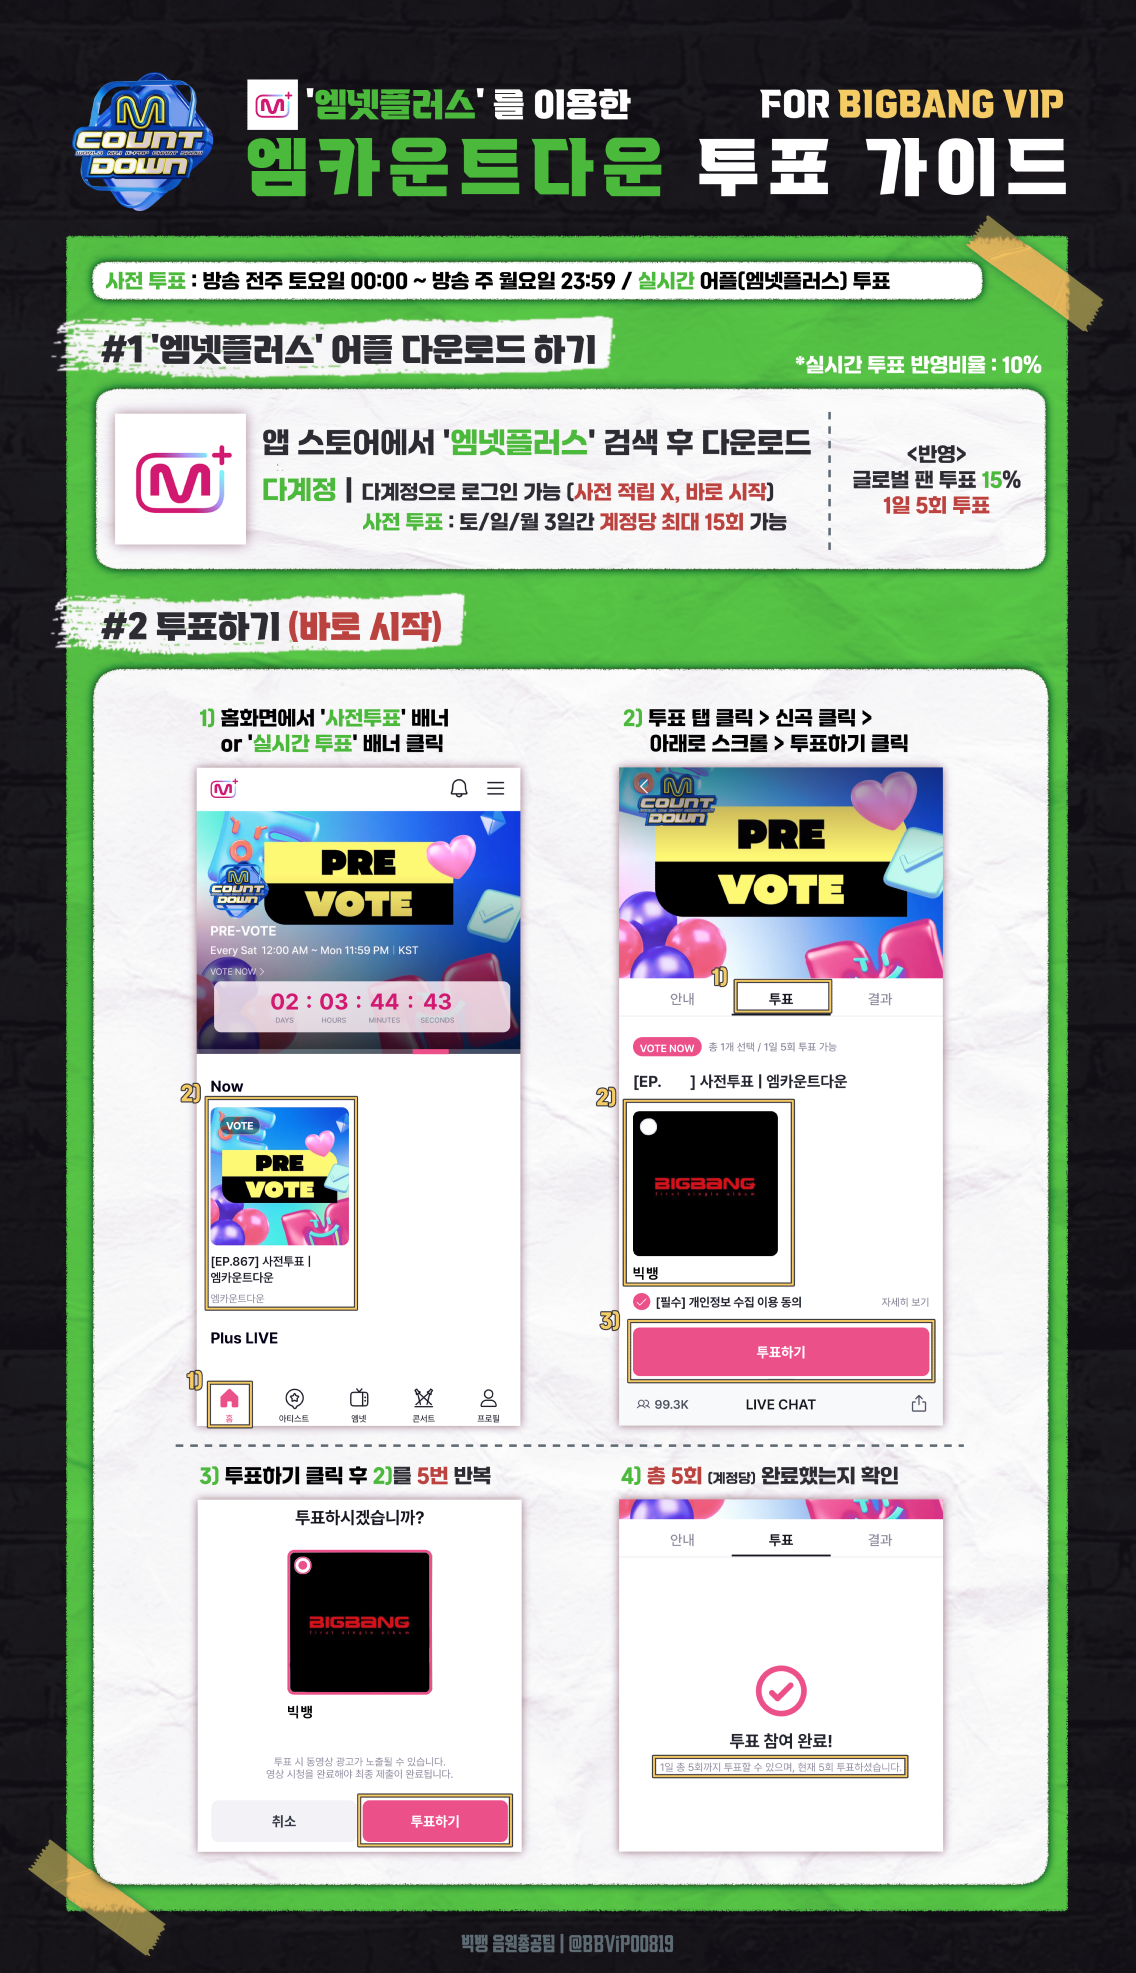 M COUNT DOWN
WORLD NO.1 K-POP CHART SHOW
'엠넷플러스' 를 이용한
FOR BIGBANG VIP
엠카운트다운 투표 가이드
사전 투표 : 방송 전주 토요일 00:00 ~ 방송 주 월요일 23:59 / 실시간 어플(엠넷플러스) 투표
#1 '엠넷플러스' 어플 다운로드 하기
*실시간 투표 반영비율 : 10%
M+
앱 스토어에서 '엠넷플러스' 검색 후 다운로드
다계정 | 다계정으로 로그인 가능 (사전 적립 X, 바로 시작)
사전 투표 : 토/일/월 3일간 계정당 최대 15회 가능
<반영>
글로벌 팬 투표 15%
1일 5회 투표
#2 투표하기 (바로 시작)
1) 홈화면에서 '사전투표' 배너
or '실시간 투표' 배너 클릭
M+
PRE
VOTE
M COUNT DOWN
PRE-VOTE
Every Sat 12:00 AM ~ Mon 11:59 PM | KST
VOTE NOW >
02 : 03 : 44 : 43
DAYS HOURS MINUTES SECONDS
2)
Now
VOTE
PRE
VOTE
[EP.867] 사전투표 |
엠카운트다운
엠카운트다운
Plus LIVE
1)
홈 아티스트 엠넷 콘서트 프로필
2) 투표 탭 클릭 > 신곡 클릭 >
아래로 스크롤 > 투표하기 클릭
M COUNT DOWN
PRE
VOTE
1)
안내 투표 결과
VOTE NOW 총 1개 선택 / 1일 5회 투표 가능
[EP. ] 사전투표 | 엠카운트다운
2)
BIGBANG
first single album
빅뱅
[필수] 개인정보 수집 이용 동의 자세히 보기
3)
투표하기
99.3K LIVE CHAT
3) 투표하기 클릭 후 2)를 5번 반복
투표하시겠습니까?
BIGBANG
first single album
빅뱅
투표 시 동영상 광고가 노출될 수 있습니다.
영상 시청을 완료해야 최종 제출이 완료됩니다.
취소 투표하기
4) 총 5회 (계정당) 완료했는지 확인
안내 투표 결과
투표 참여 완료!
1일 총 5회까지 투표할 수 있으며, 현재 5회 투표하셨습니다.
빅뱅 음원총공팀 | @BBViP00819